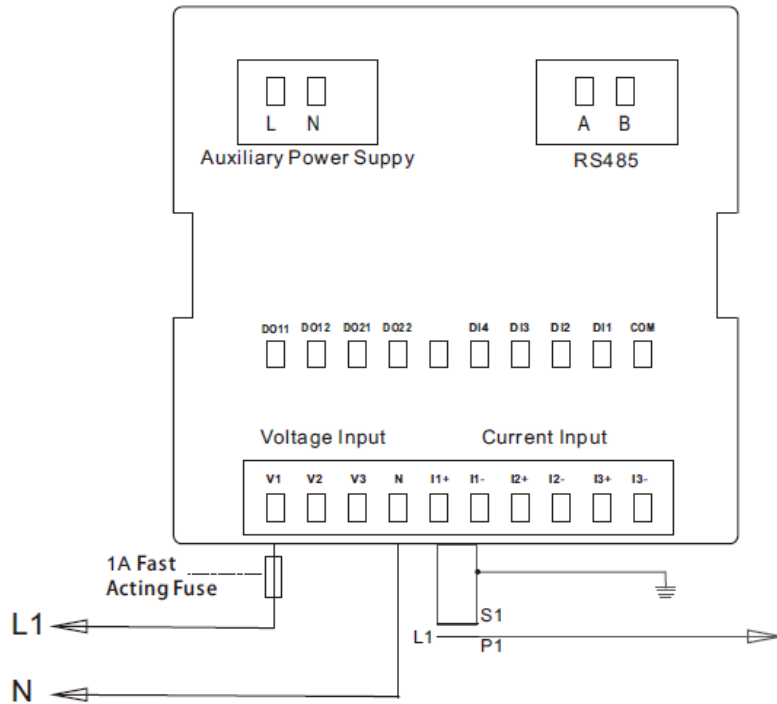 L N
A B
Auxiliary Power Suppy
RS485
DO11 DO12 DO21 DO22 DI4 DI3 DI2 DI1 COM
Voltage Input
Current Input
V1 V2 V3 N I1+ I1- I2+ I2- I3+ I3-
1A Fast
Acting Fuse
L1
S1
L1
P1
N